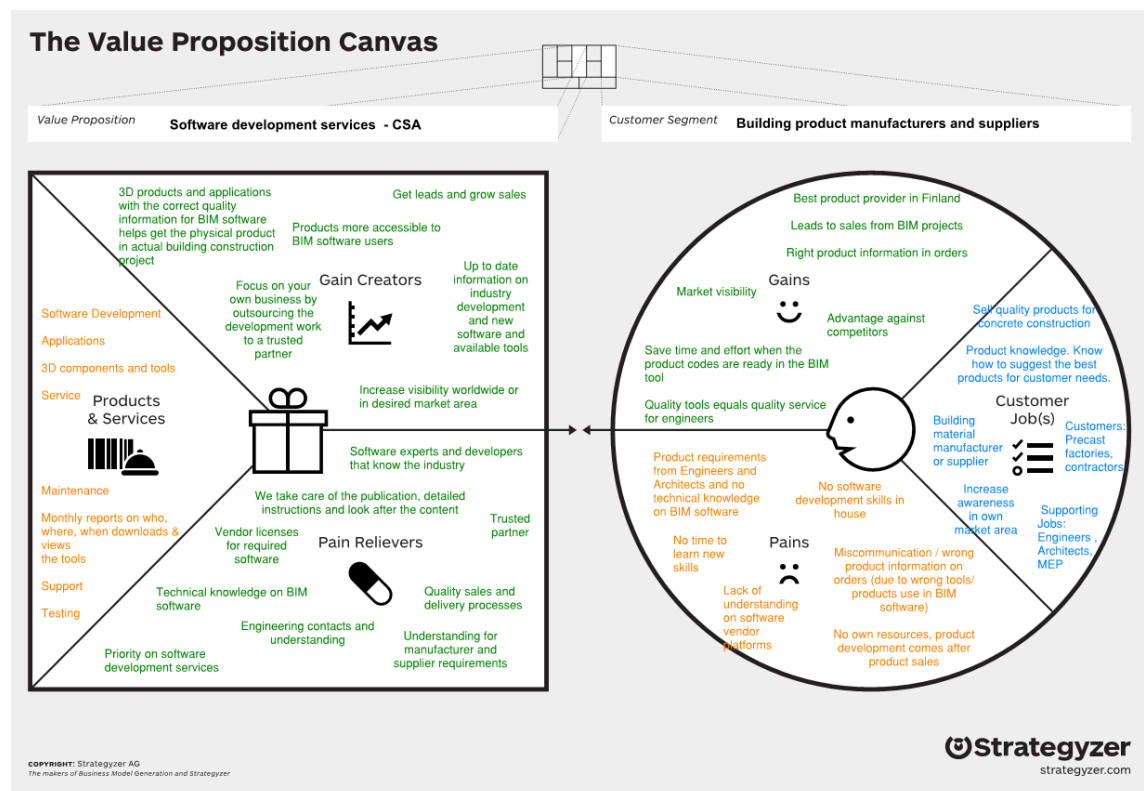 The Value Proposition Canvas
Value Proposition
Software development services - CSA
Customer Segment
Building product manufacturers and suppliers
3D products and applications
with the correct quality
information for BIM software
helps get the physical product
in actual building construction
project
Get leads and grow sales
Products more accessible to
BIM software users
Gain Creators
Focus on your
own business by
outsourcing the
development work
to a trusted
partner
Up to date
information on
industry
development
and new
software and
available tools
Increase visibility worldwide or
in desired market area
Software Development
Applications
3D components and tools
Service
Products
& Services
Maintenance
Monthly reports on who,
where, when downloads &
views
the tools
Support
Testing
Software experts and developers
that know the industry
We take care of the publication, detailed
instructions and look after the content
Vendor licenses
for required
software
Pain Relievers
Trusted
partner
Technical knowledge on BIM
software
Quality sales and
delivery processes
Engineering contacts and
understanding
Understanding for
manufacturer and
supplier requirements
Priority on software
development services
Best product provider in Finland
Leads to sales from BIM projects
Right product information in orders
Gains
Market visibility
Advantage against
competitors
Save time and effort when the
product codes are ready in the BIM
tool
Quality tools equals quality service
for engineers
Sell quality products for
concrete construction
Product knowledge. Know
how to suggest the best
products for customer needs.
Customer
Job(s)
Building
material
manufacturer
or supplier
Customers:
Precast
factories,
contractors
Increase
awareness
in own
market area
Supporting
Jobs:
Engineers ,
Architects,
MEP
Product requirements
from Engineers and
Architects and no
technical knowledge
on BIM software
No software
development skills in
house
Pains
No time to
learn new
skills
Miscommunication / wrong
product information on
orders (due to wrong tools/
products use in BIM
software)
Lack of
understanding
on software
vendor
platforms
No own resources, product
development comes after
product sales
COPYRIGHT: Strategyzer AG
The makers of Business Model Generation and Strategyzer
Strategyzer
strategyzer.com